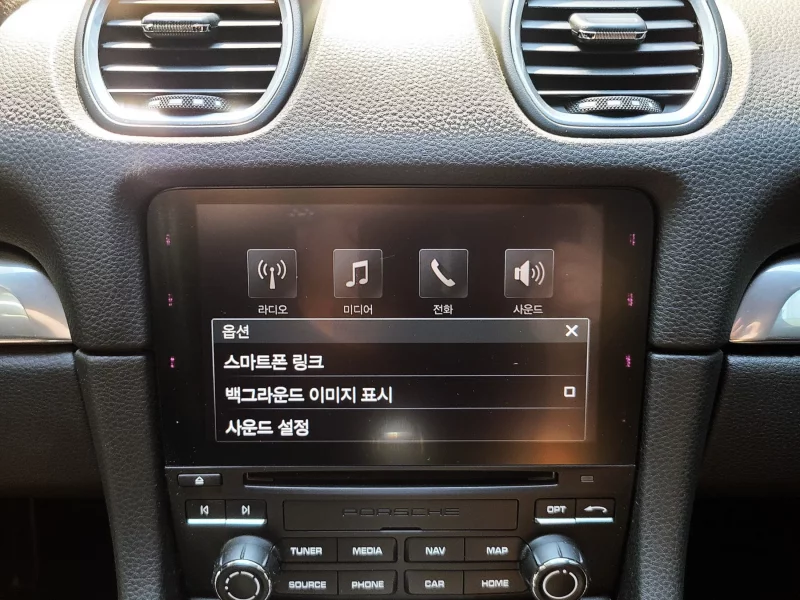 라디오 미디어 전화 사운드
옵션 X
스마트폰 링크
백그라운드 이미지 표시
사운드 설정
OPT
PORSCHE
TUNER MEDIA NAV MAP
SOURCE PHONE CAR HOME